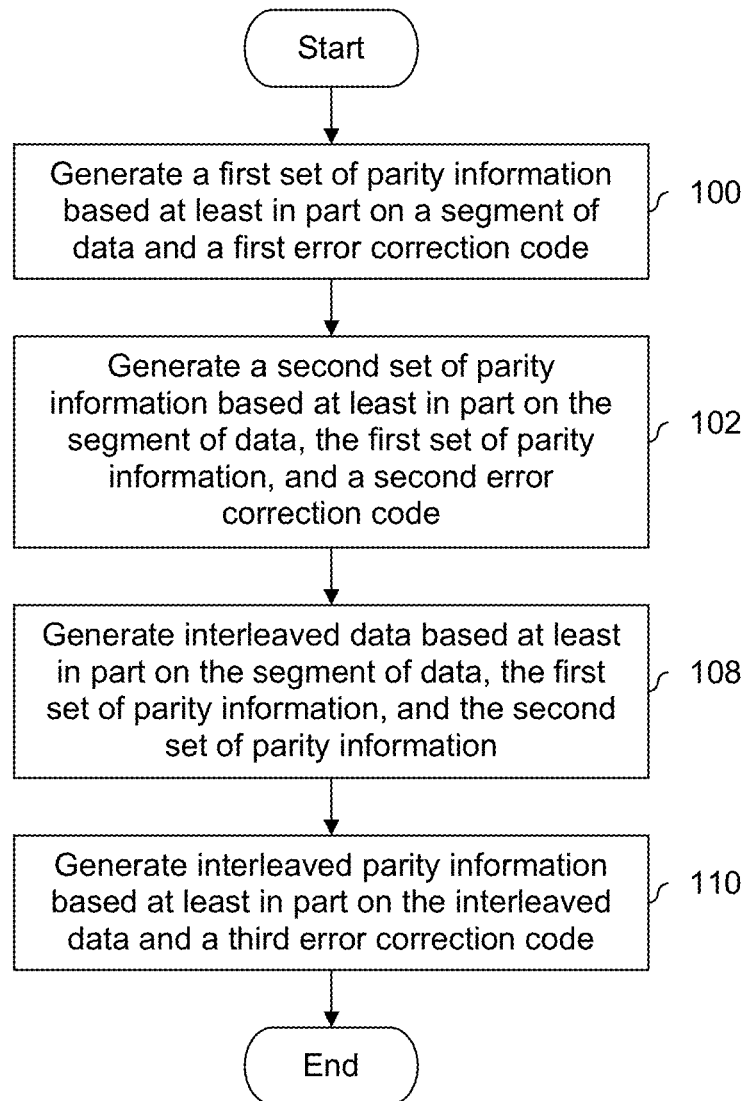 Start
Generate a first set of parity information
based at least in part on a segment of
data and a first error correction code
100
Generate a second set of parity
information based at least in part on the
segment of data, the first set of parity
information, and a second error
correction code
102
Generate interleaved data based at least
in part on the segment of data, the first
set of parity information, and the second
set of parity information
108
Generate interleaved parity information
based at least in part on the interleaved
data and a third error correction code
110
End